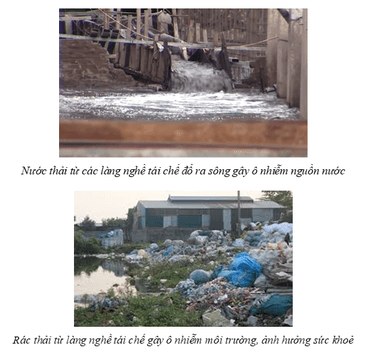 Nước thải từ các làng nghề tái chế đổ ra sông gây ô nhiễm nguồn nước
Rác thải từ làng nghề tái chế gây ô nhiễm môi trường, ảnh hưởng sức khoẻ